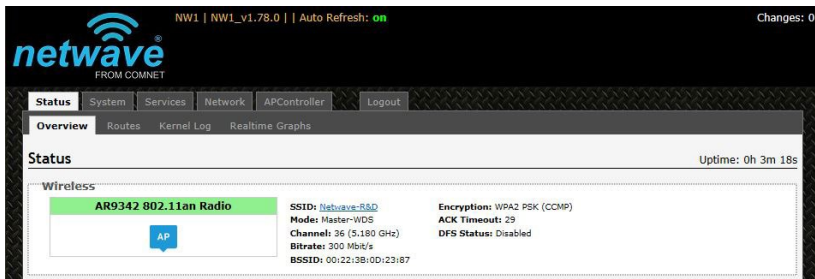 NW1 | NW1_v1.78.0 | | Auto Refresh: on Changes: 0
netwave®
FROM COMNET
Status System Services Network APController Logout
Overview Routes Kernel Log Realtime Graphs
Status Uptime: 0h 3m 18s
Wireless
AR9342 802.11an Radio
AP
SSID: Netwave-R&D
Mode: Master-WDS
Channel: 36 (5.180 GHz)
Bitrate: 300 Mbit/s
BSSID: 00:22:3B:0D:23:87
Encryption: WPA2 PSK (CCMP)
ACK Timeout: 29
DFS Status: Disabled